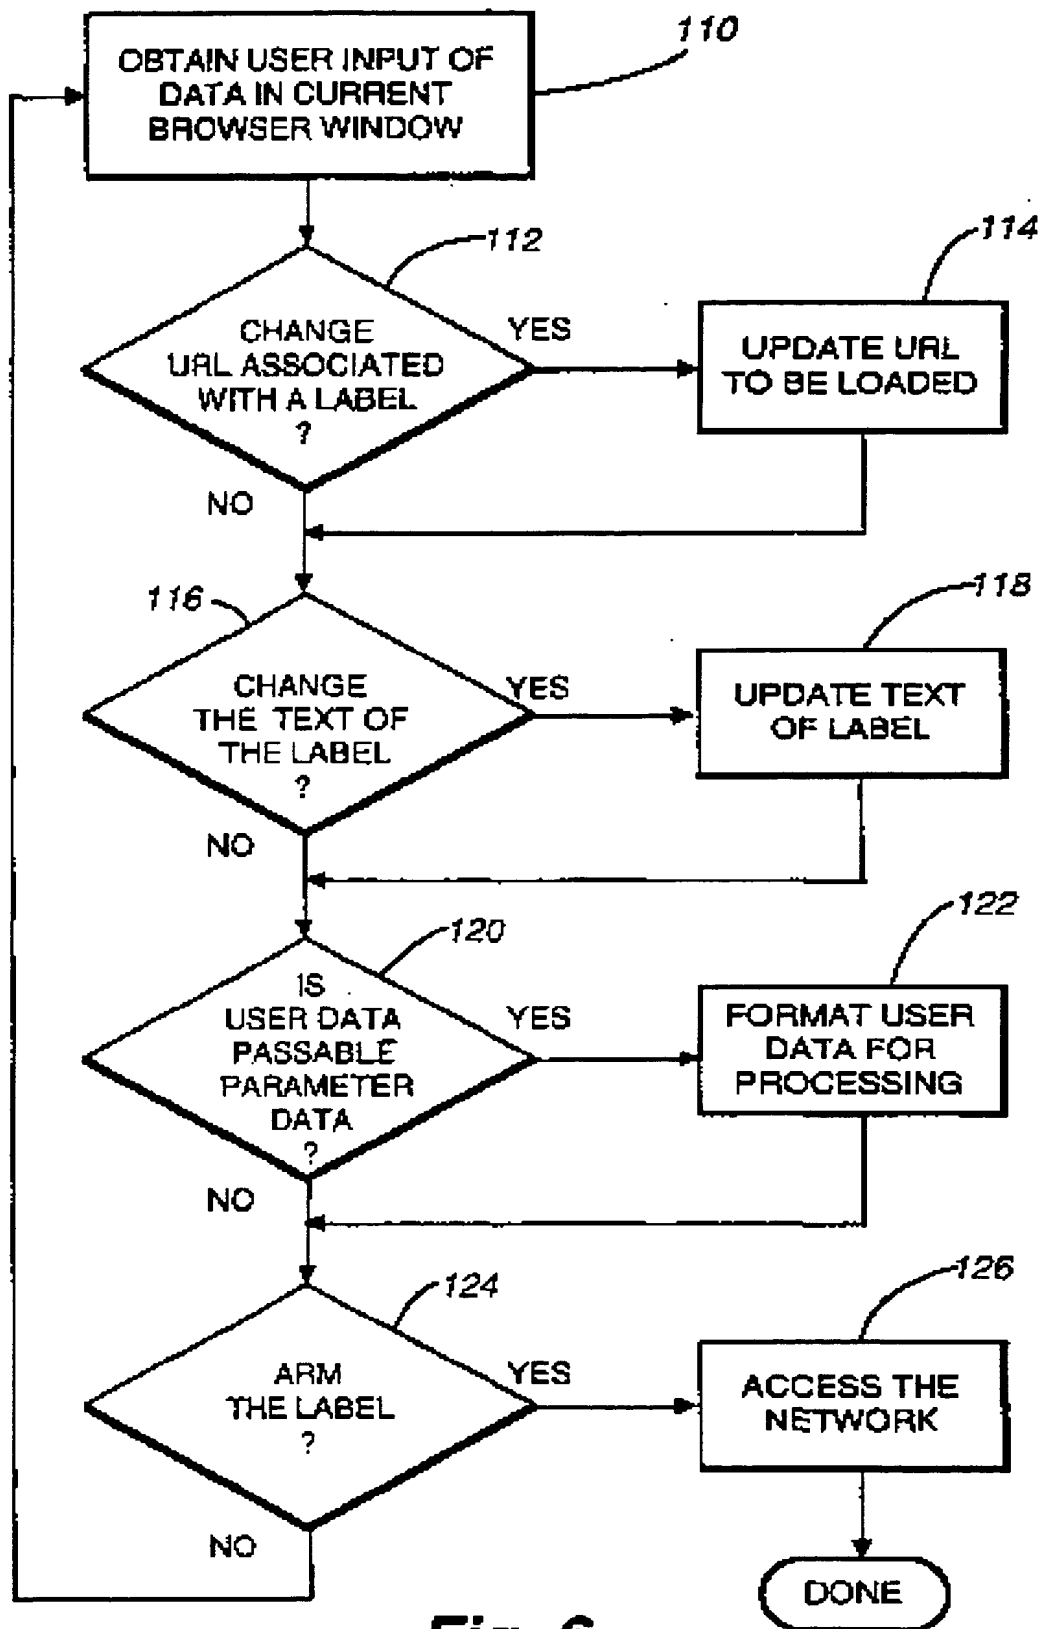 OBTAIN USER INPUT OF
DATA IN CURRENT
BROWSER WINDOW
110
CHANGE
URL ASSOCIATED
WITH A LABEL
?
112
YES
NO
UPDATE URL
TO BE LOADED
114
CHANGE
THE TEXT OF
THE LABEL
?
116
YES
NO
UPDATE TEXT
OF LABEL
118
IS
USER DATA
PASSABLE
PARAMETER
DATA
?
120
YES
NO
FORMAT USER
DATA FOR
PROCESSING
122
ARM
THE LABEL
?
124
YES
NO
ACCESS THE
NETWORK
126
DONE